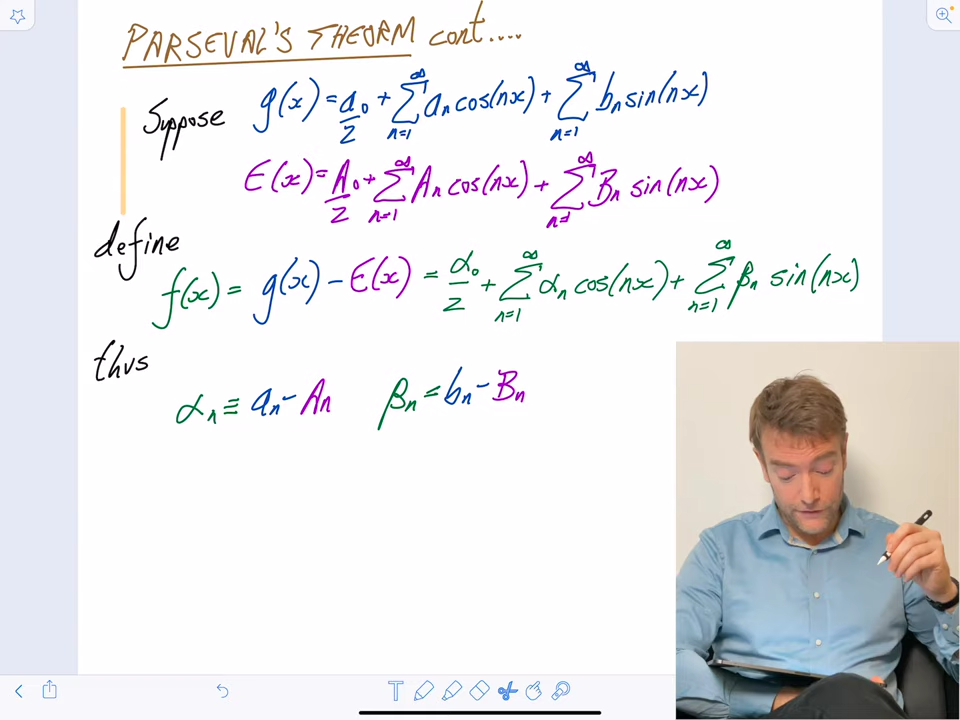 PARSEVAL'S THEORM cont....
Suppose g(x) = a₀/2 + ∑_{n=1}^{∞} aₙ cos(nx) + ∑_{n=1}^{∞} bₙ sin(nx)
E(x) = A₀/2 + ∑_{n=1}^{∞} Aₙ cos(nx) + ∑_{n=1}^{∞} Bₙ sin(nx)
define
f(x) = g(x) − E(x) = α₀/2 + ∑_{n=1}^{∞} αₙ cos(nx) + ∑_{n=1}^{∞} βₙ sin(nx)
thus
αₙ ≡ aₙ − Aₙ βₙ = bₙ − Bₙ